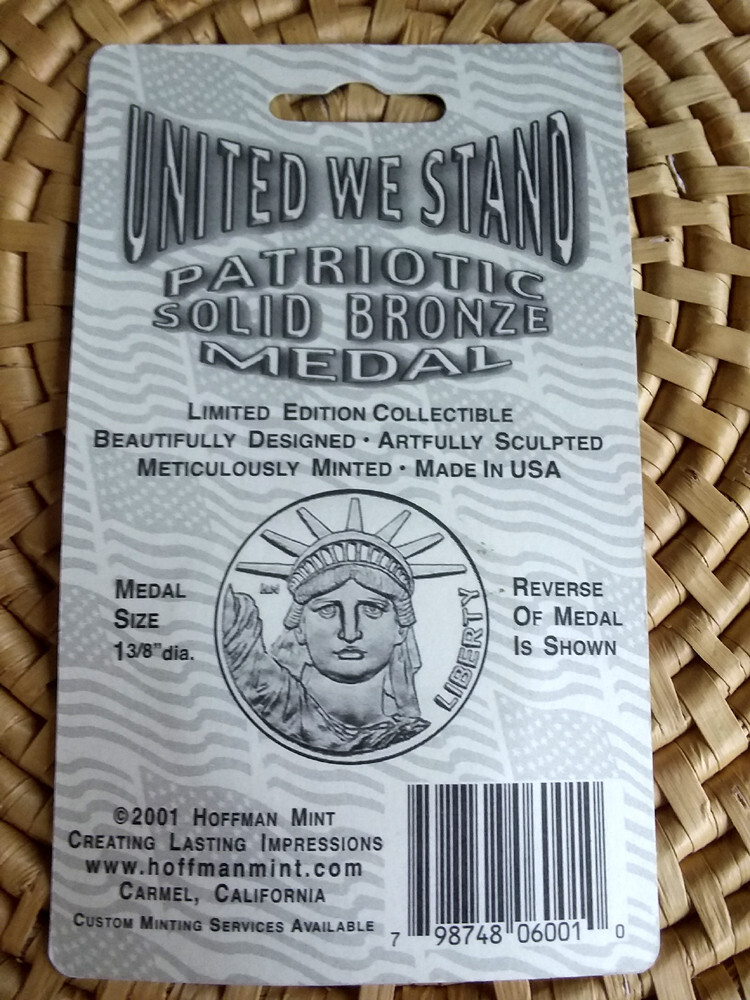 UNITED WE STAND
PATRIOTIC
SOLID BRONZE
MEDAL
LIMITED EDITION COLLECTIBLE
BEAUTIFULLY DESIGNED • ARTFULLY SCULPTED
METICULOUSLY MINTED • MADE IN USA
MEDAL
SIZE
1 3/8" dia.
LIBERTY
REVERSE
OF MEDAL
IS SHOWN
©2001 HOFFMAN MINT
CREATING LASTING IMPRESSIONS
www.hoffmanmint.com
CARMEL, CALIFORNIA
CUSTOM MINTING SERVICES AVAILABLE
7 98748 06001 0